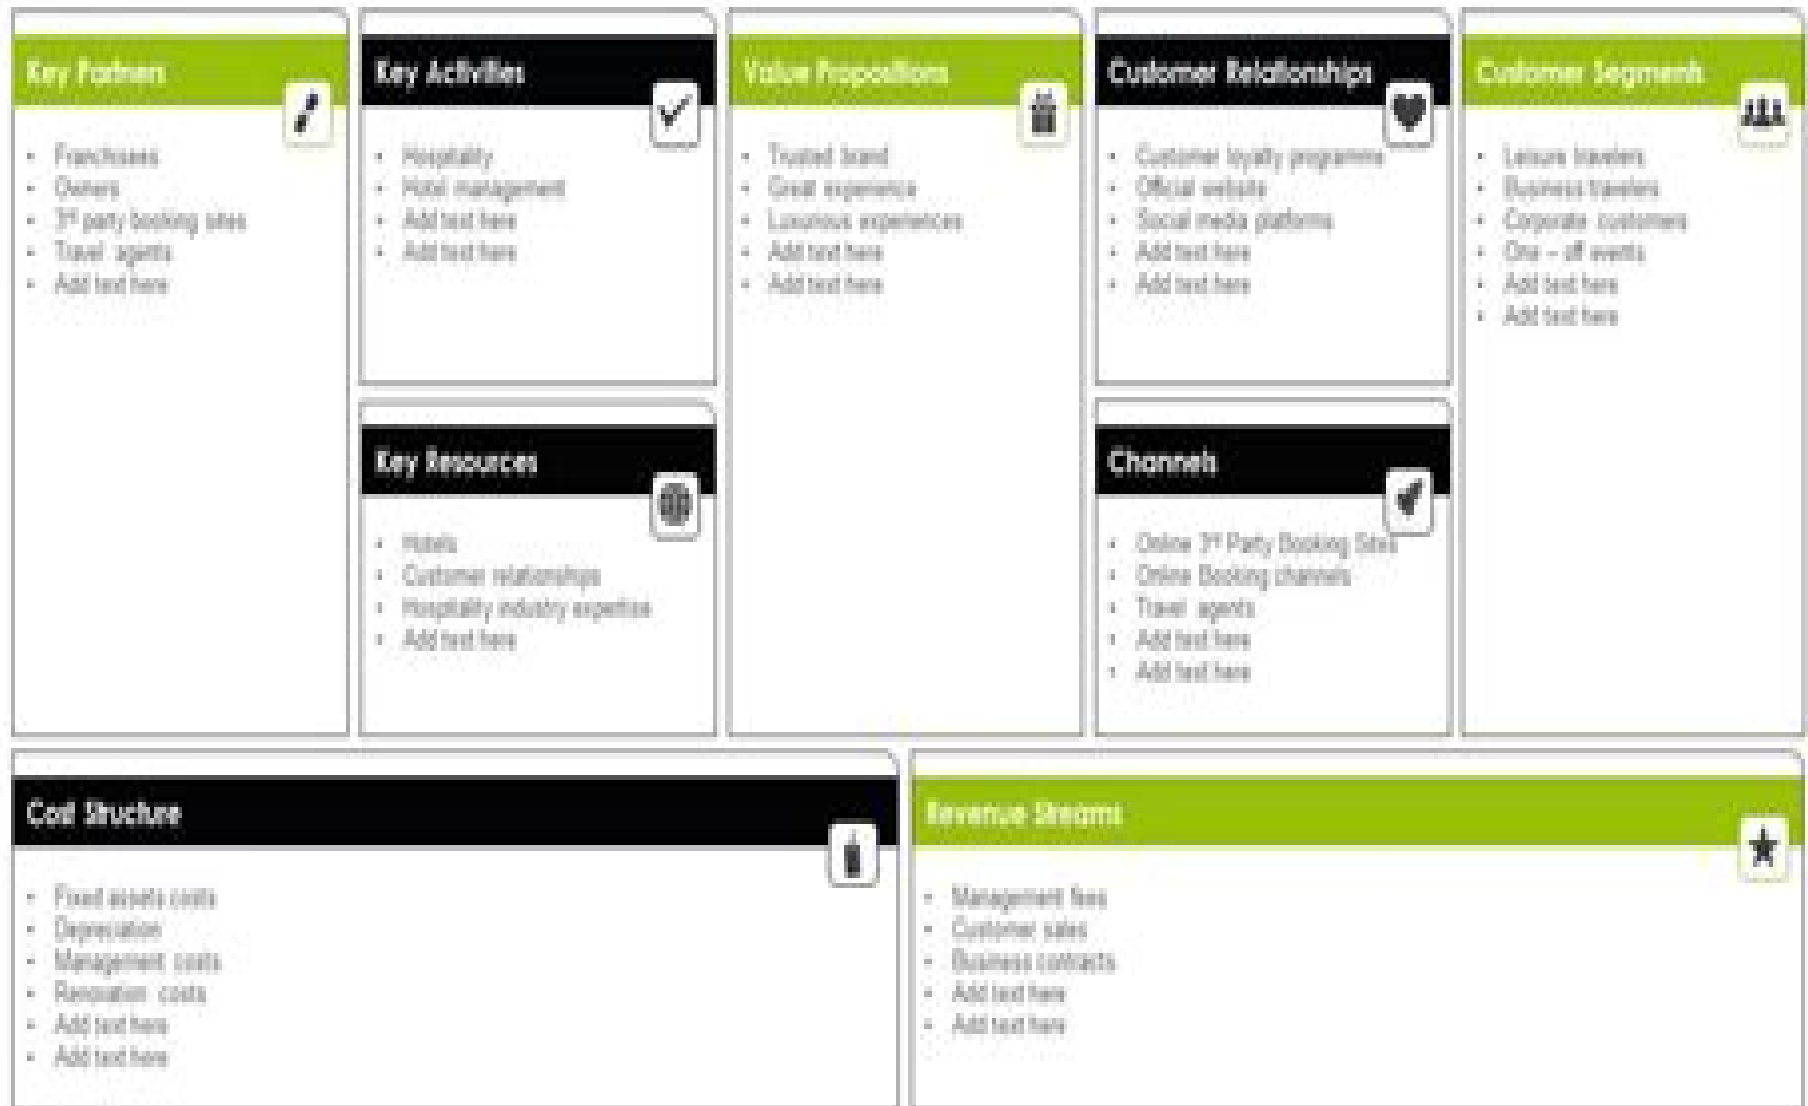 Key Partners
• Franchisees
• Owners
• 3rd party booking sites
• Travel agents
• Add text here
Key Activities
• Hospitality
• Hotel management
• Add text here
• Add text here
Key Resources
• Hotels
• Customer relationships
• Hospitality industry expertise
• Add text here
Value Propositions
• Trusted brand
• Great experience
• Luxurious experiences
• Add text here
• Add text here
Customer Relationships
• Customer loyalty programme
• Official website
• Social media platforms
• Add text here
• Add text here
Channels
• Online 3rd Party Booking Sites
• Online Booking channels
• Travel agents
• Add text here
• Add text here
Customer Segments
• Leisure travelers
• Business travelers
• Corporate customers
• One – off events
• Add text here
• Add text here
Cost Structure
• Fixed assets costs
• Depreciation
• Management costs
• Renovation costs
• Add text here
• Add text here
Revenue Streams
• Management fees
• Customer sales
• Business contracts
• Add text here
• Add text here